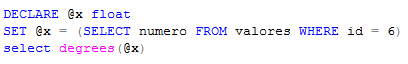 DECLARE @x float
SET @x = (SELECT numero FROM valores WHERE id = 6)
select degrees(@x)